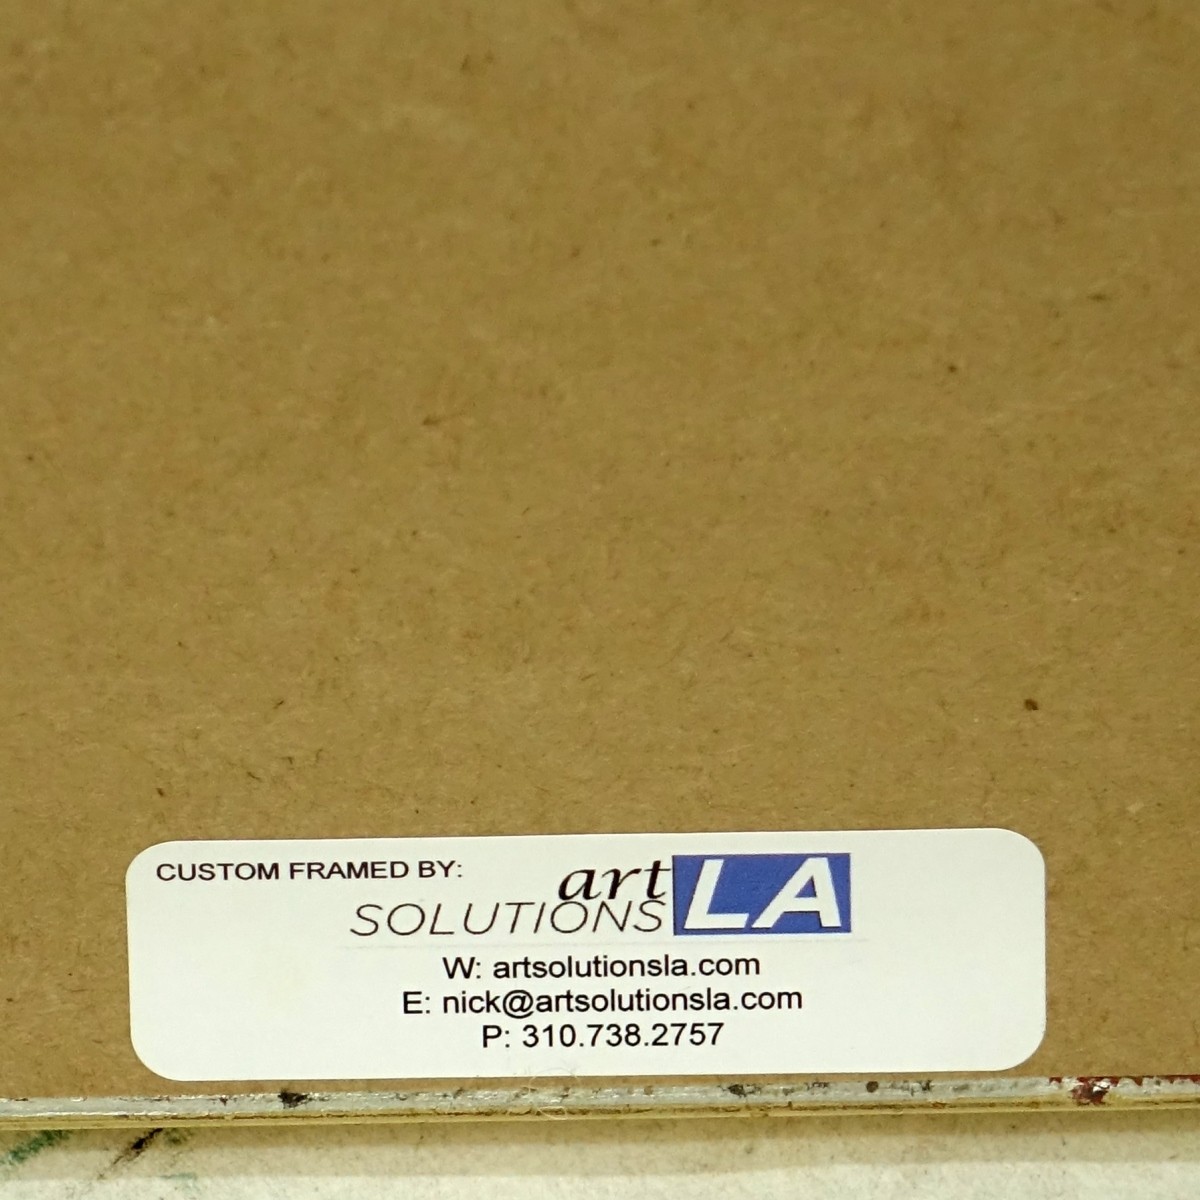 CUSTOM FRAMED BY:
art
SOLUTIONS LA
W: artsolutionsla.com
E: nick@artsolutionsla.com
P: 310.738.2757